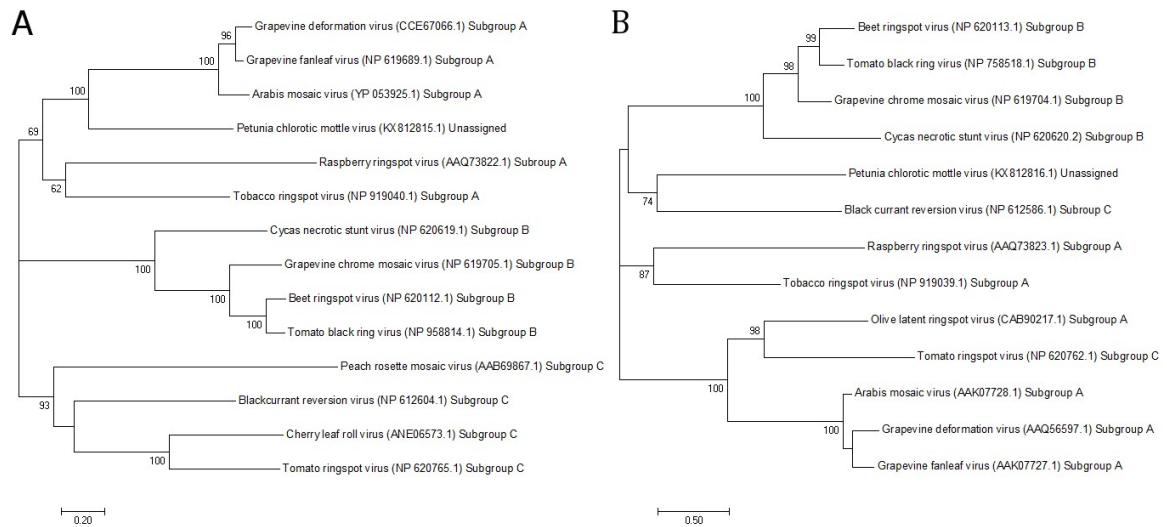 A
Grapevine deformation virus (CCE67066.1) Subgroup A
96
Grapevine fanleaf virus (NP 619689.1) Subgroup A
100
Arabis mosaic virus (YP 053925.1) Subgroup A
100
Petunia chlorotic mottle virus (KX812815.1) Unassigned
69
Raspberry ringspot virus (AAQ73822.1) Subroup A
62
Tobacco ringspot virus (NP 919040.1) Subgroup A
Cycas necrotic stunt virus (NP 620619.1) Subgroup B
100
Grapevine chrome mosaic virus (NP 619705.1) Subgroup B
100
Beet ringspot virus (NP 620112.1) Subgroup B
100
Tomato black ring virus (NP 958814.1) Subgroup B
Peach rosette mosaic virus (AAB69867.1) Subgroup C
93
Blackcurrant reversion virus (NP 612604.1) Subgroup C
Cherry leaf roll virus (ANE06573.1) Subgroup C
100
Tomato ringspot virus (NP 620765.1) Subgroup C
0.20
B
Beet ringspot virus (NP 620113.1) Subgroup B
99
Tomato black ring virus (NP 758518.1) Subgroup B
98
Grapevine chrome mosaic virus (NP 619704.1) Subgroup B
100
Cycas necrotic stunt virus (NP 620620.2) Subgroup B
Petunia chlorotic mottle virus (KX812816.1) Unassigned
74
Black currant reversion virus (NP 612586.1) Subroup C
Raspberry ringspot virus (AAQ73823.1) Subgroup A
87
Tobacco ringspot virus (NP 919039.1) Subgroup A
Olive latent ringspot virus (CAB90217.1) Subgroup A
98
Tomato ringspot virus (NP 620762.1) Subgroup C
100
Arabis mosaic virus (AAK07728.1) Subgroup A
100
Grapevine deformation virus (AAQ56597.1) Subgroup A
Grapevine fanleaf virus (AAK07727.1) Subgroup A
0.50